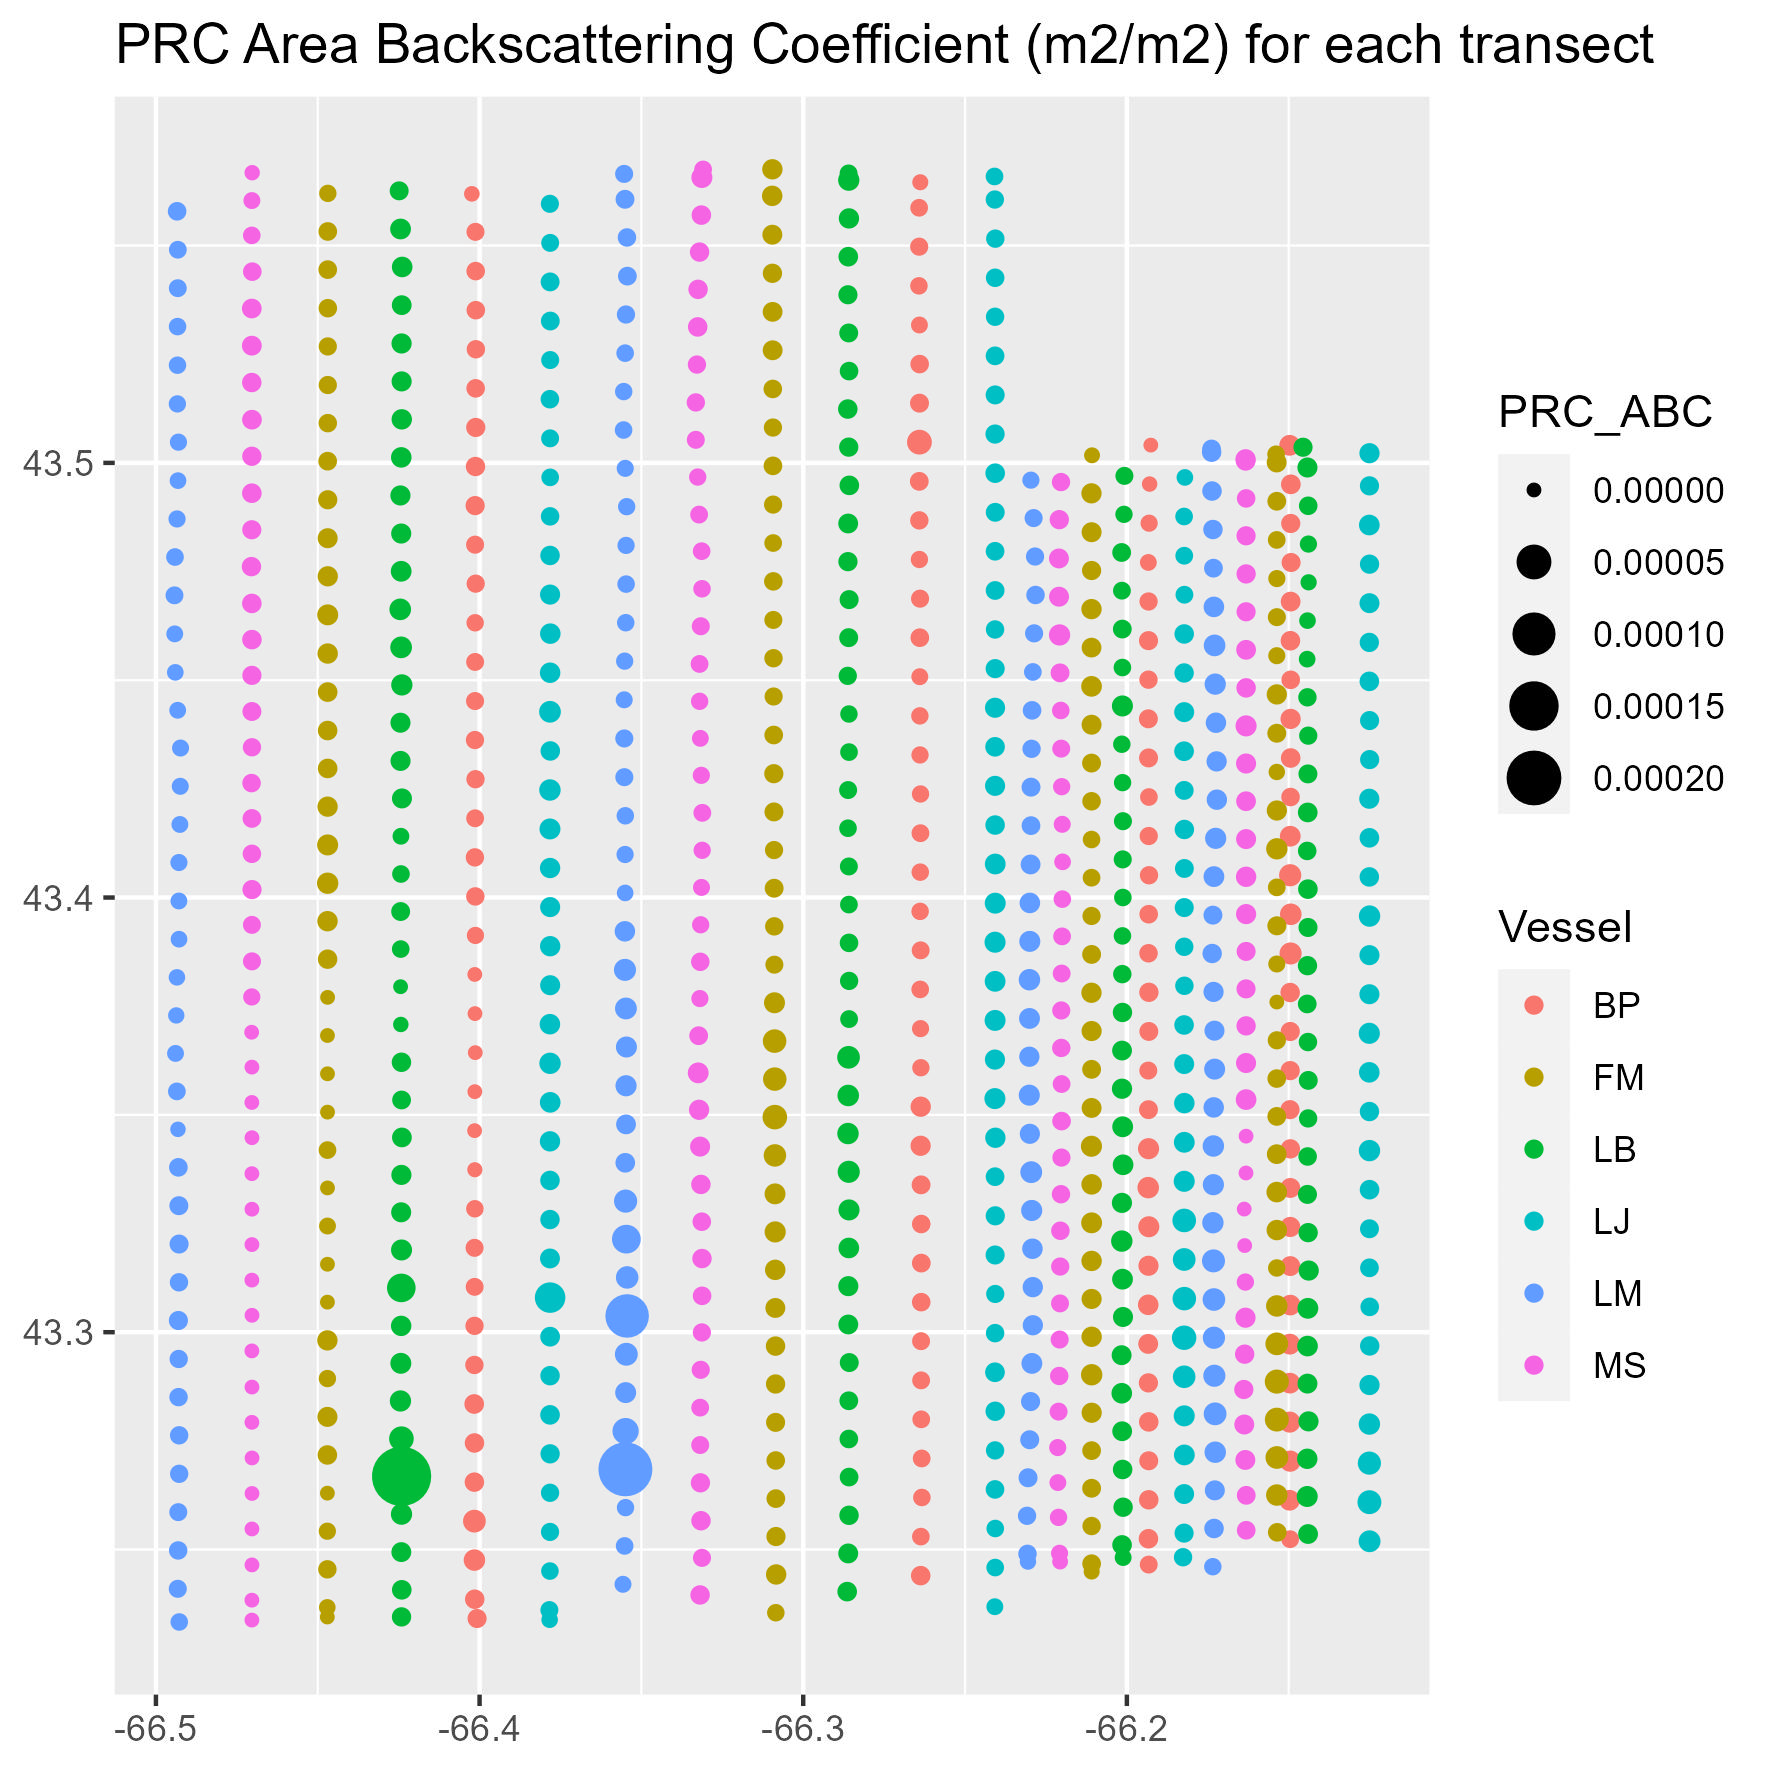 PRC Area Backscattering Coefficient (m2/m2) for each transect
43.5
43.4
43.3
-66.5
-66.4
-66.3
-66.2
PRC_ABC
0.00000
0.00005
0.00010
0.00015
0.00020
Vessel
BP
FM
LB
LJ
LM
MS